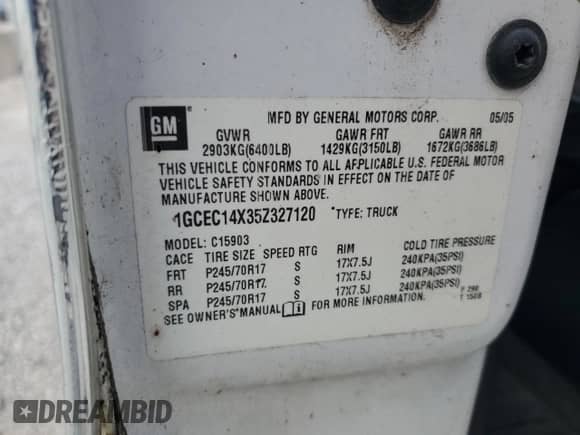 GM
MFD BY GENERAL MOTORS CORP. 05/05
GVWR GAWR FRT GAWR RR
2903KG(6400LB) 1429KG(3150LB) 1672KG(3686LB)
THIS VEHICLE CONFORMS TO ALL APPLICABLE U.S. FEDERAL MOTOR
VEHICLE SAFETY STANDARDS IN EFFECT ON THE DATE OF
MANUFACTURE SHOWN ABOVE.
1GCEC14X35Z327120 TYPE: TRUCK
MODEL: C15903
CACE TIRE SIZE SPEED RTG RIM COLD TIRE PRESSURE
FRT P245/70R17 S 17X7.5J 240KPA(35PSI)
RR P245/70R17 S 17X7.5J 240KPA(35PSI)
SPA P245/70R17 S 17X7.5J 240KPA(35PSI)
SEE OWNER'S MANUAL FOR MORE INFORMATION.
DREAMBID